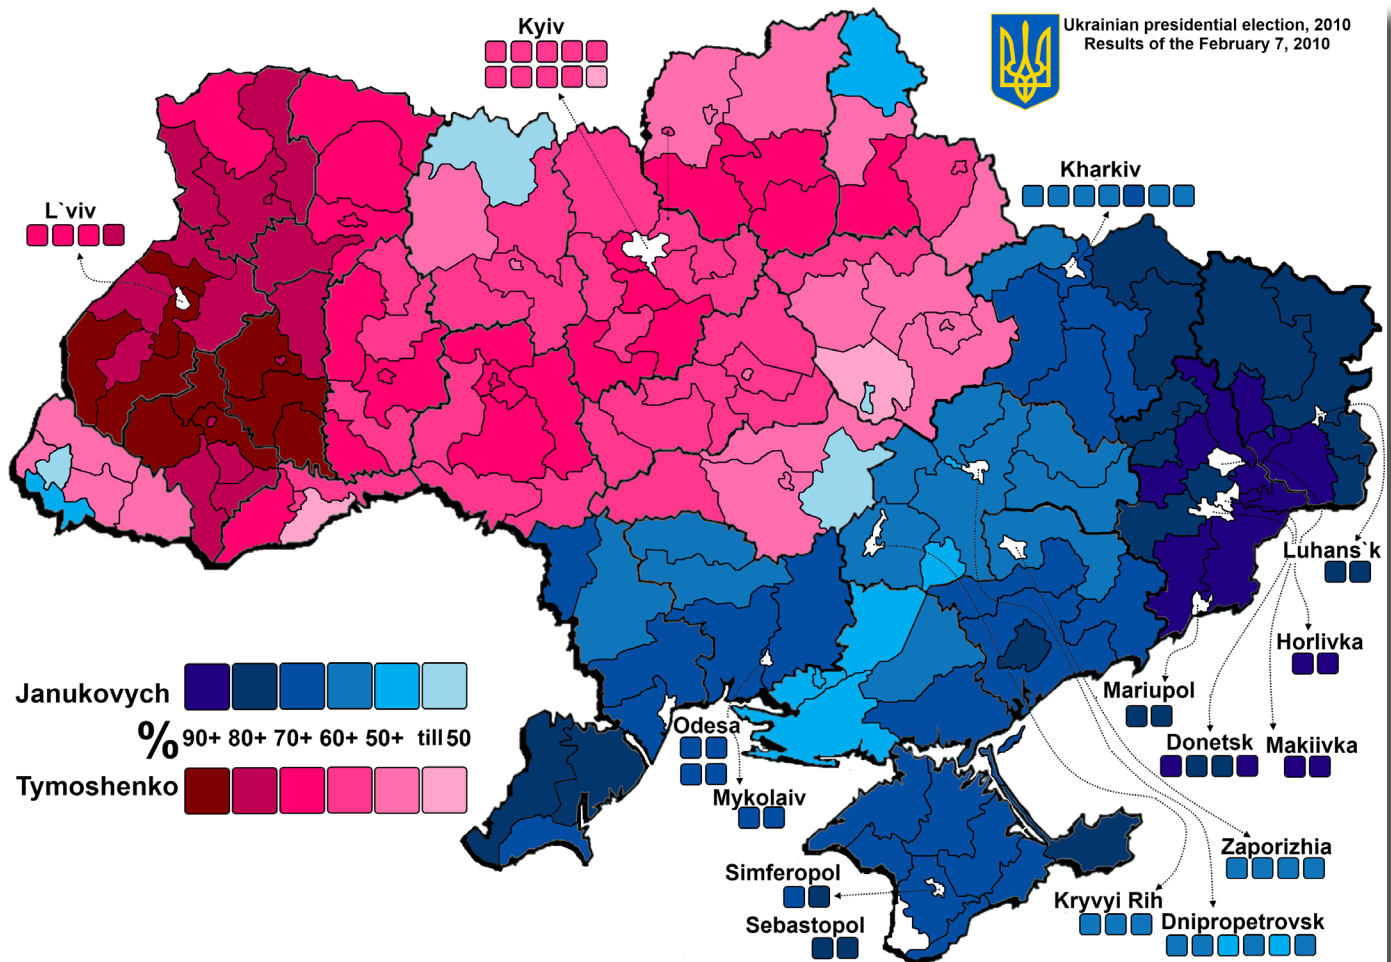 Ukrainian presidential election, 2010
Results of the February 7, 2010
Kyiv
Kharkiv
L`viv
Luhans`k
Horlivka
Mariupol
Donetsk
Makiivka
Odesa
Mykolaiv
Zaporizhia
Simferopol
Kryvyi Rih
Sebastopol
Dnipropetrovsk
Janukovych
% 90+ 80+ 70+ 60+ 50+ till 50
Tymoshenko